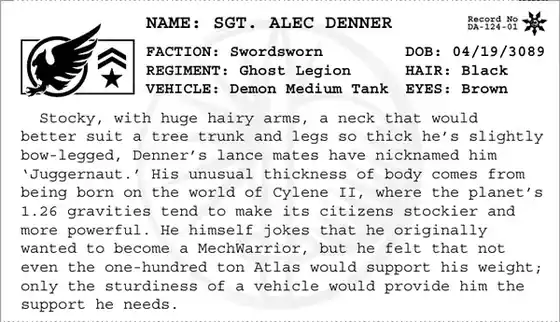 NAME: SGT. ALEC DENNER
Record No
DA-124-01
FACTION: Swordsworn DOB: 04/19/3089
REGIMENT: Ghost Legion HAIR: Black
VEHICLE: Demon Medium Tank EYES: Brown
Stocky, with huge hairy arms, a neck that would
better suit a tree trunk and legs so thick he’s slightly
bow-legged, Denner’s lance mates have nicknamed him
‘Juggernaut.’ His unusual thickness of body comes from
being born on the world of Cylene II, where the planet’s
1.26 gravities tend to make its citizens stockier and
more powerful. He himself jokes that he originally
wanted to become a MechWarrior, but he felt that not
even the one-hundred ton Atlas would support his weight;
only the sturdiness of a vehicle would provide him the
support he needs.